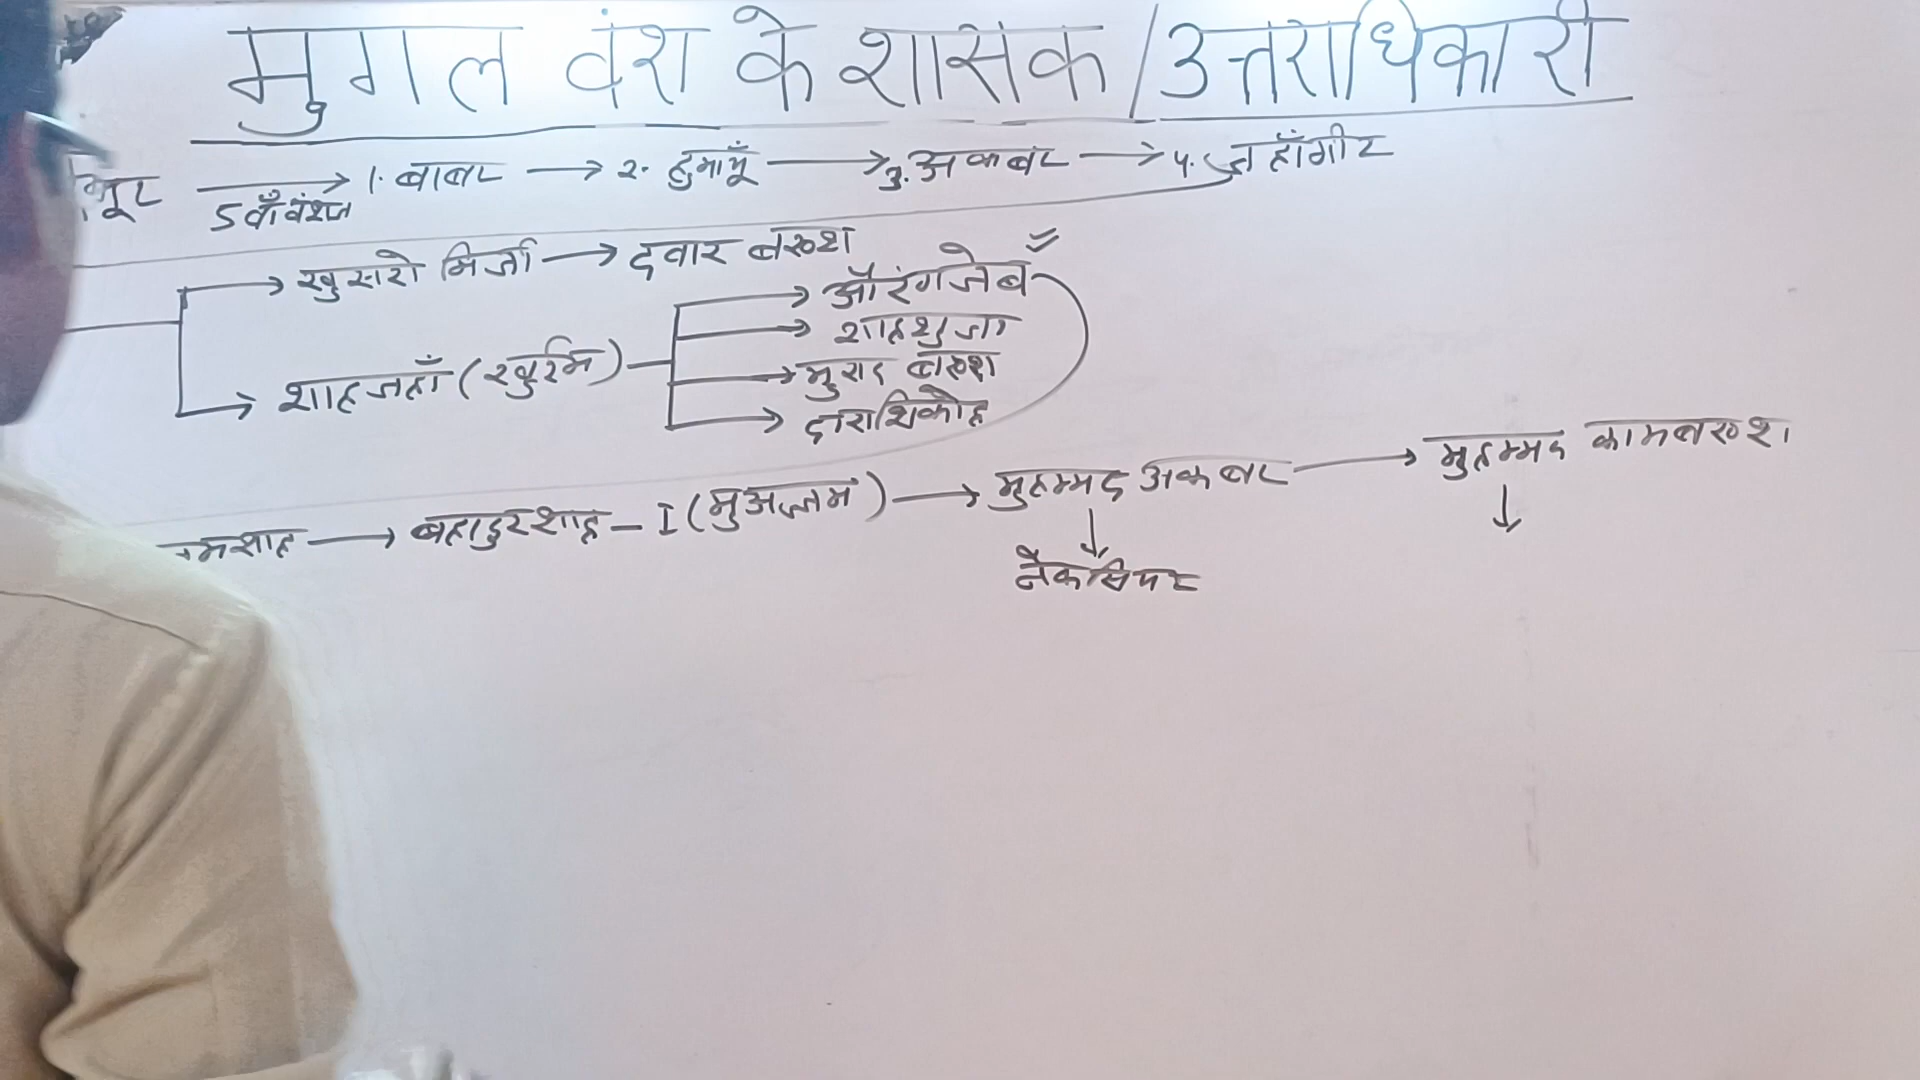 मुगल वंश के शासक/उत्तराधिकारी
→ 1. बाबर → 2. हुमायूँ → 3. अकबर → 4. जहाँगीर
5वाँ वंशज
→ खुसरो मिर्जा → दवार बख्श
→ औरंगजेब
→ शाहशुजा
→ मुराद बख्श
→ दाराशिकोह
→ शाहजहाँ (खुर्रम)
मशाह → बहादुरशाह - I (मुअज्जम) → मुहम्मद अकबर → मुहम्मद कामबख्श
↓ ↓
नेकसियर